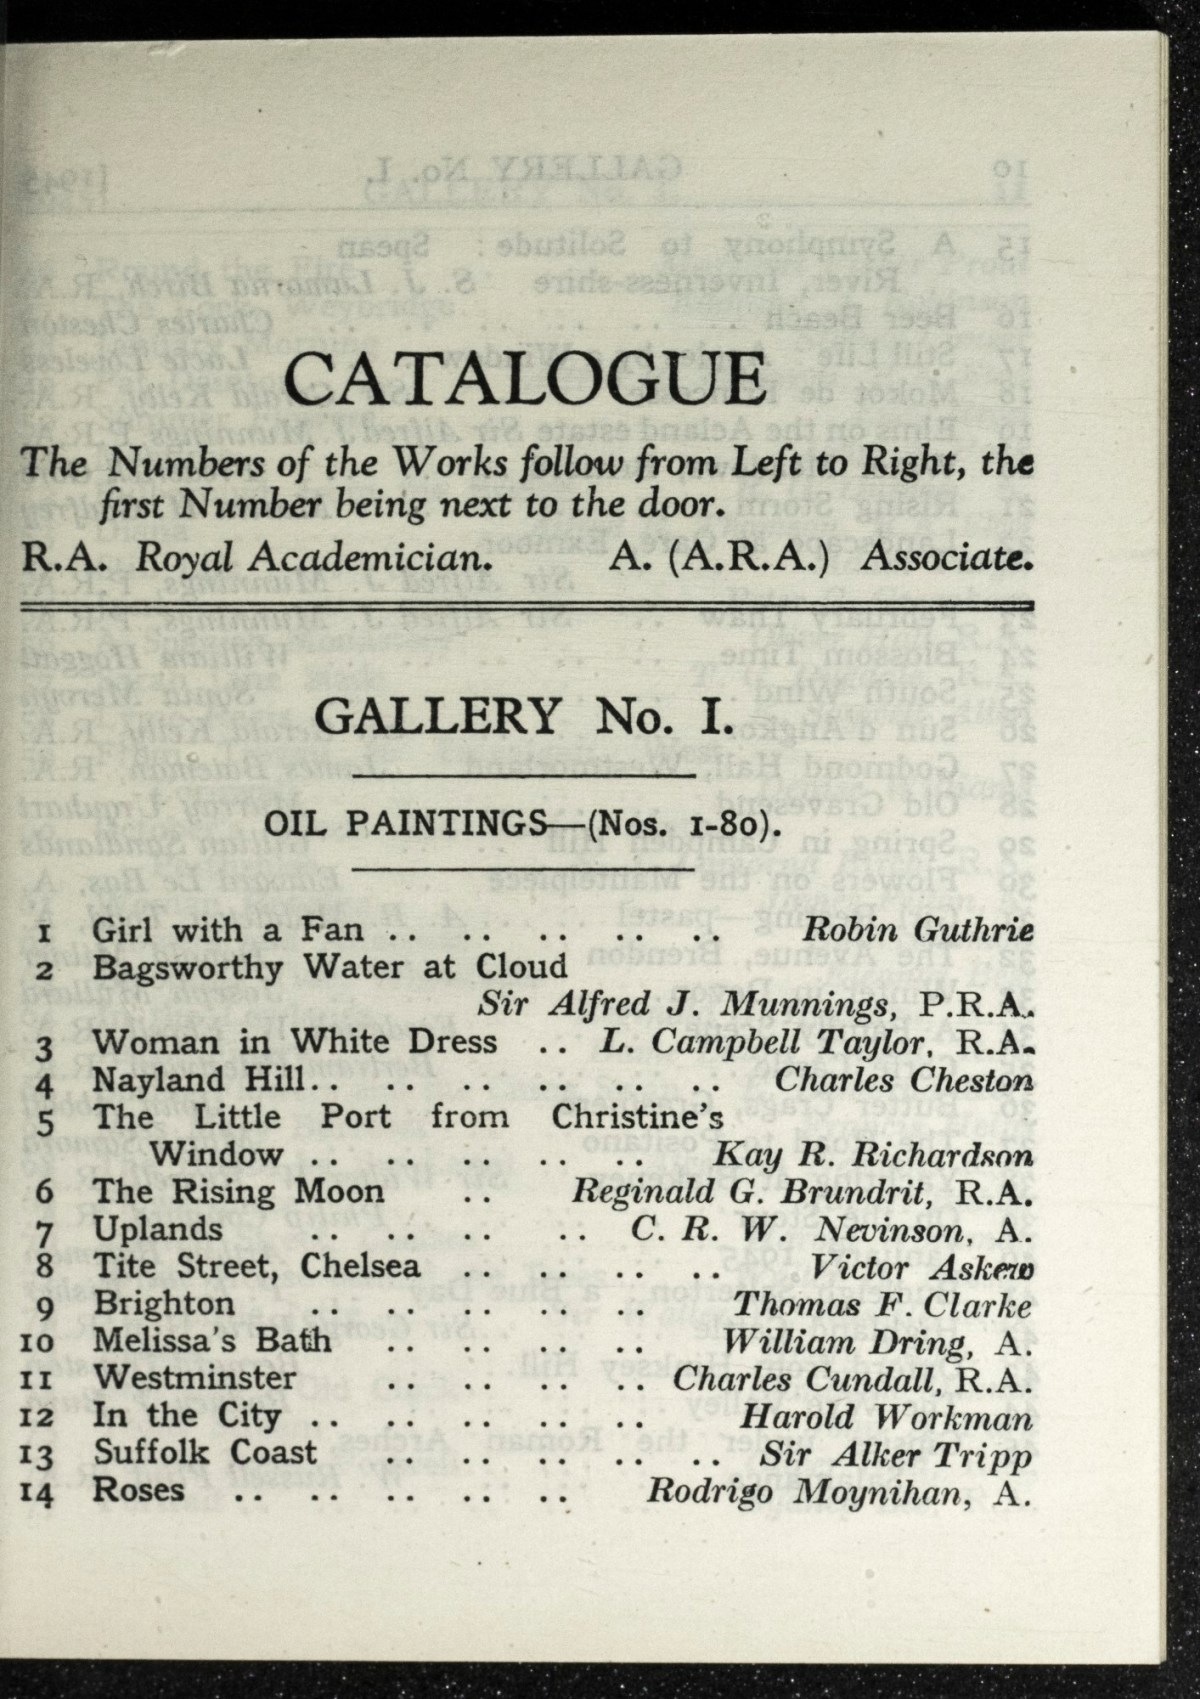 CATALOGUE
The Numbers of the Works follow from Left to Right, the
first Number being next to the door.
R.A. Royal Academician. A. (A.R.A.) Associate.
GALLERY No. I.
OIL PAINTINGS—(Nos. 1-80).
1 Girl with a Fan .. .. .. .. .. Robin Guthrie
2 Bagsworthy Water at Cloud
Sir Alfred J. Munnings, P.R.A.
3 Woman in White Dress .. L. Campbell Taylor, R.A.
4 Nayland Hill.. .. .. .. .. .. Charles Cheston
5 The Little Port from Christine's
Window .. .. .. .. .. Kay R. Richardson
6 The Rising Moon .. Reginald G. Brundrit, R.A.
7 Uplands .. .. .. .. C. R. W. Nevinson, A.
8 Tite Street, Chelsea .. .. .. .. Victor Askew
9 Brighton .. .. .. .. .. Thomas F. Clarke
10 Melissa's Bath .. .. .. .. William Dring, A.
11 Westminster .. .. .. .. Charles Cundall, R.A.
12 In the City .. .. .. .. .. Harold Workman
13 Suffolk Coast .. .. .. .. .. Sir Alker Tripp
14 Roses .. .. .. .. .. Rodrigo Moynihan, A.